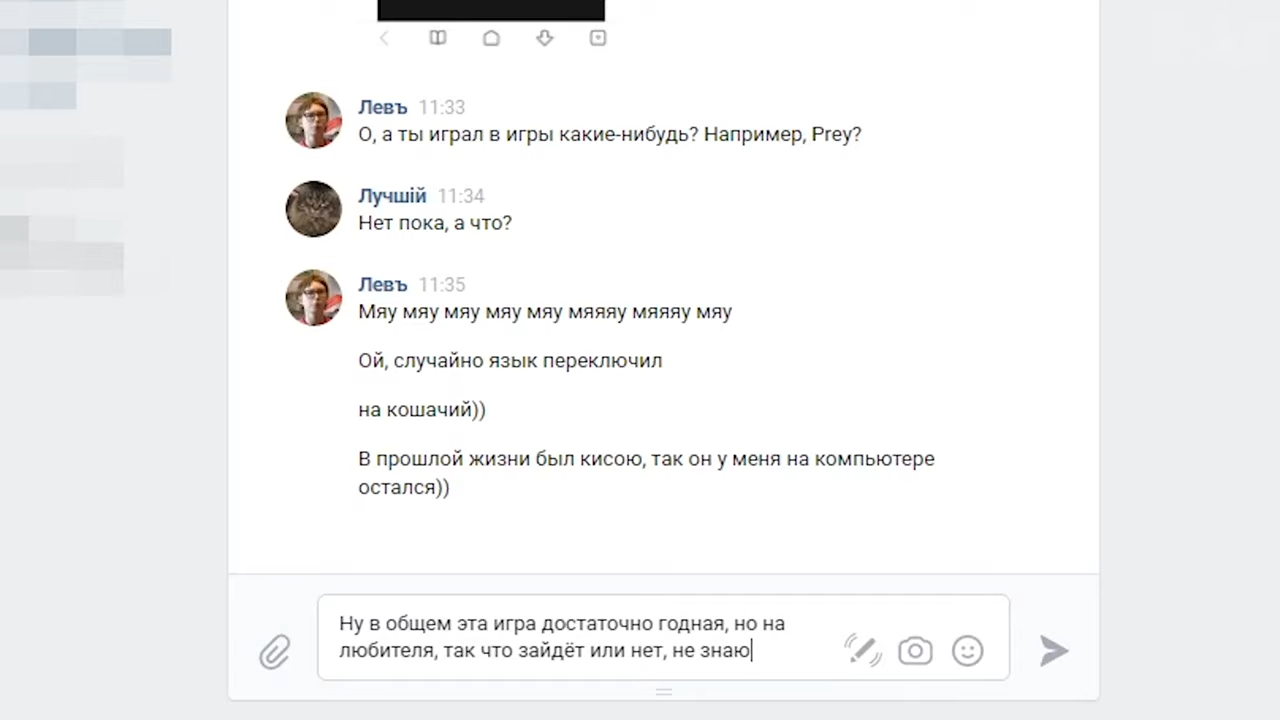 Левъ 11:33
О, а ты играл в игры какие-нибудь? Например, Prey?
Лучшій 11:34
Нет пока, а что?
Левъ 11:35
Мяу мяу мяу мяу мяу мяяяу мяяяу мяу
Ой, случайно язык переключил
на кошачий))
В прошлой жизни был кисою, так он у меня на компьютере
остался))
Ну в общем эта игра достаточно годная, но на
любителя, так что зайдёт или нет, не знаю